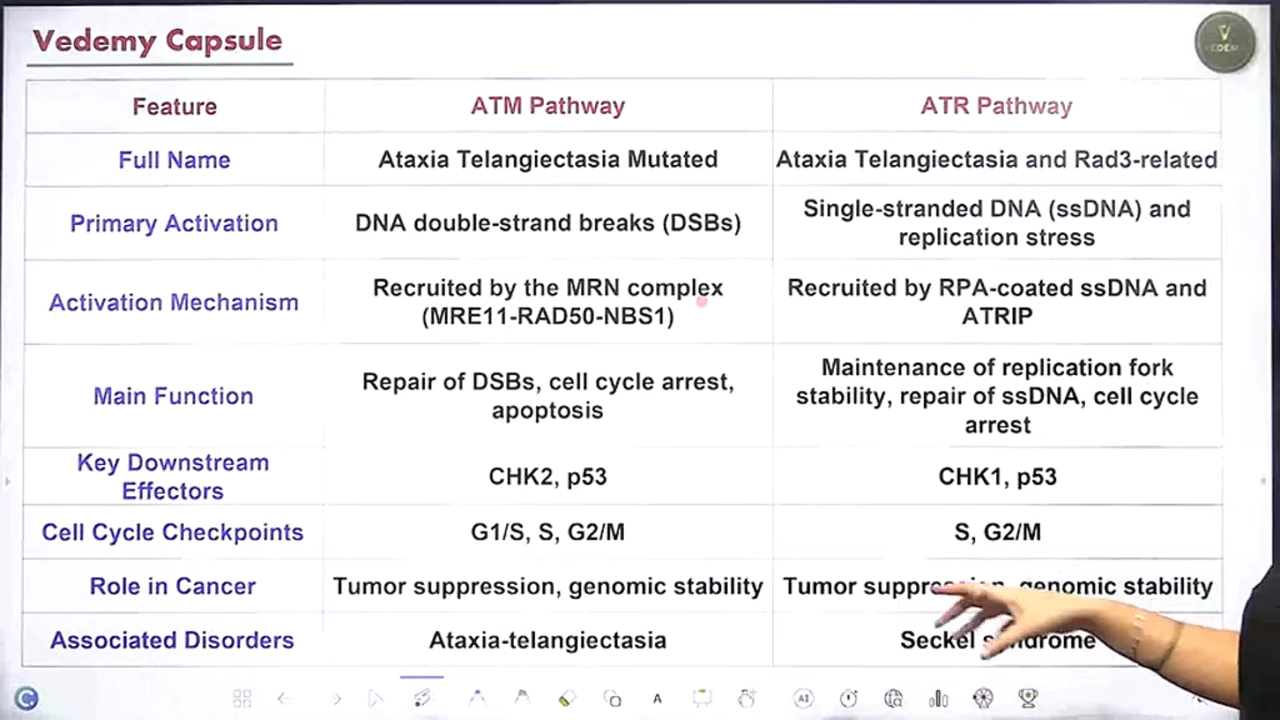 Vedemy Capsule
V
VEDEMY
Feature ATM Pathway ATR Pathway
Full Name Ataxia Telangiectasia Mutated Ataxia Telangiectasia and Rad3-related
Primary Activation DNA double-strand breaks (DSBs) Single-stranded DNA (ssDNA) and
replication stress
Activation Mechanism Recruited by the MRN complex
(MRE11-RAD50-NBS1) Recruited by RPA-coated ssDNA and
ATRIP
Main Function Repair of DSBs, cell cycle arrest,
apoptosis Maintenance of replication fork
stability, repair of ssDNA, cell cycle
arrest
Key Downstream
Effectors CHK2, p53 CHK1, p53
Cell Cycle Checkpoints G1/S, S, G2/M S, G2/M
Role in Cancer Tumor suppression, genomic stability Tumor suppression, genomic stability
Associated Disorders Ataxia-telangiectasia Seckel syndrome
A AI